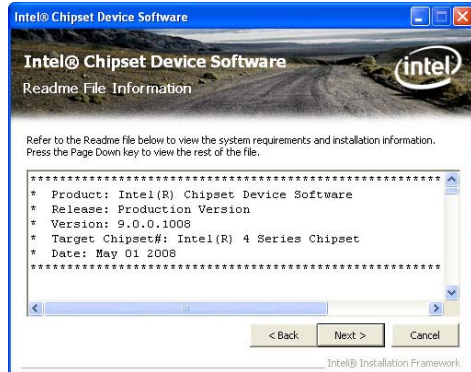 Intel® Chipset Device Software
Intel® Chipset Device Software
intel
Readme File Information
Refer to the Readme file below to view the system requirements and installation information.
Press the Page Down key to view the rest of the file.
********************************************************
* Product: Intel(R) Chipset Device Software
* Release: Production Version
* Version: 9.0.0.1008
* Target Chipset#: Intel(R) 4 Series Chipset
* Date: May 01 2008
********************************************************
< Back Next > Cancel
Intel® Installation Framework